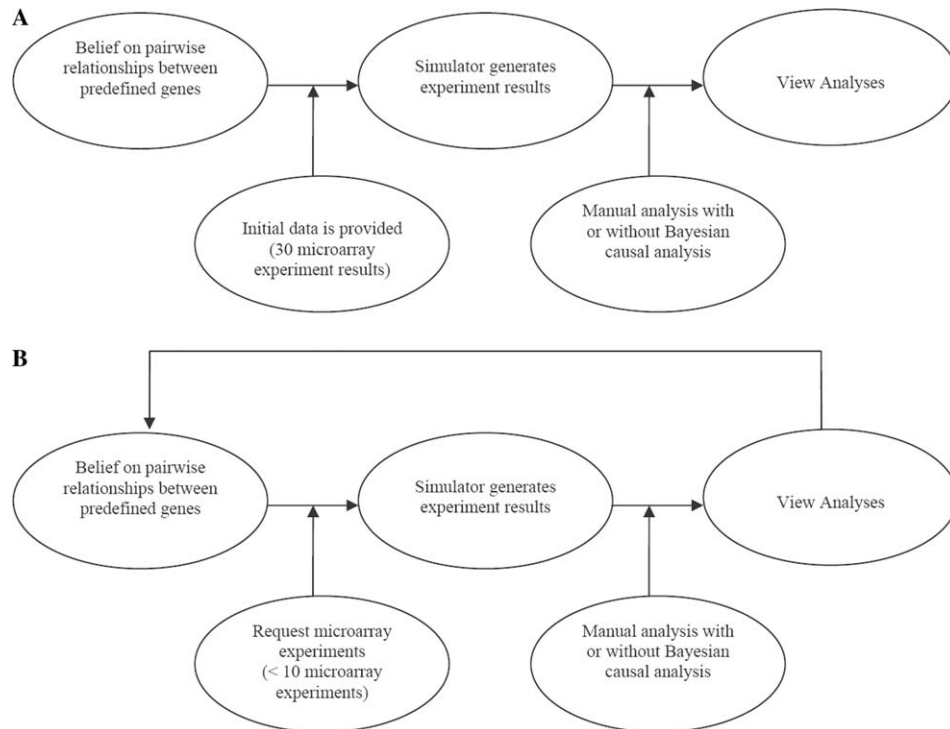 A
Belief on pairwise
relationships between
predefined genes
Simulator generates
experiment results
View Analyses
Initial data is provided
(30 microarray
experiment results)
Manual analysis with
or without Bayesian
causal analysis
B
Belief on pairwise
relationships between
predefined genes
Simulator generates
experiment results
View Analyses
Request microarray
experiments
(< 10 microarray
experiments)
Manual analysis with
or without Bayesian
causal analysis